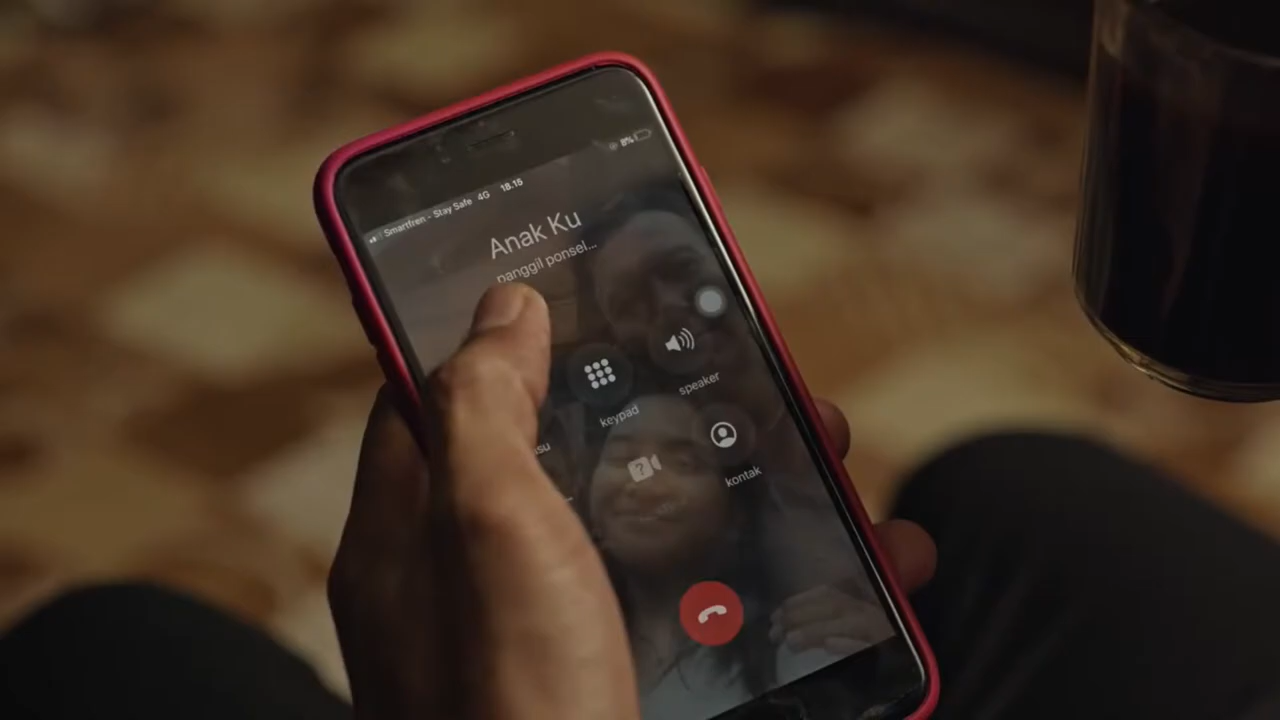 8%
Smartfren - Stay Safe 4G 18.15
Anak Ku
panggil ponsel...
speaker
keypad
kontak